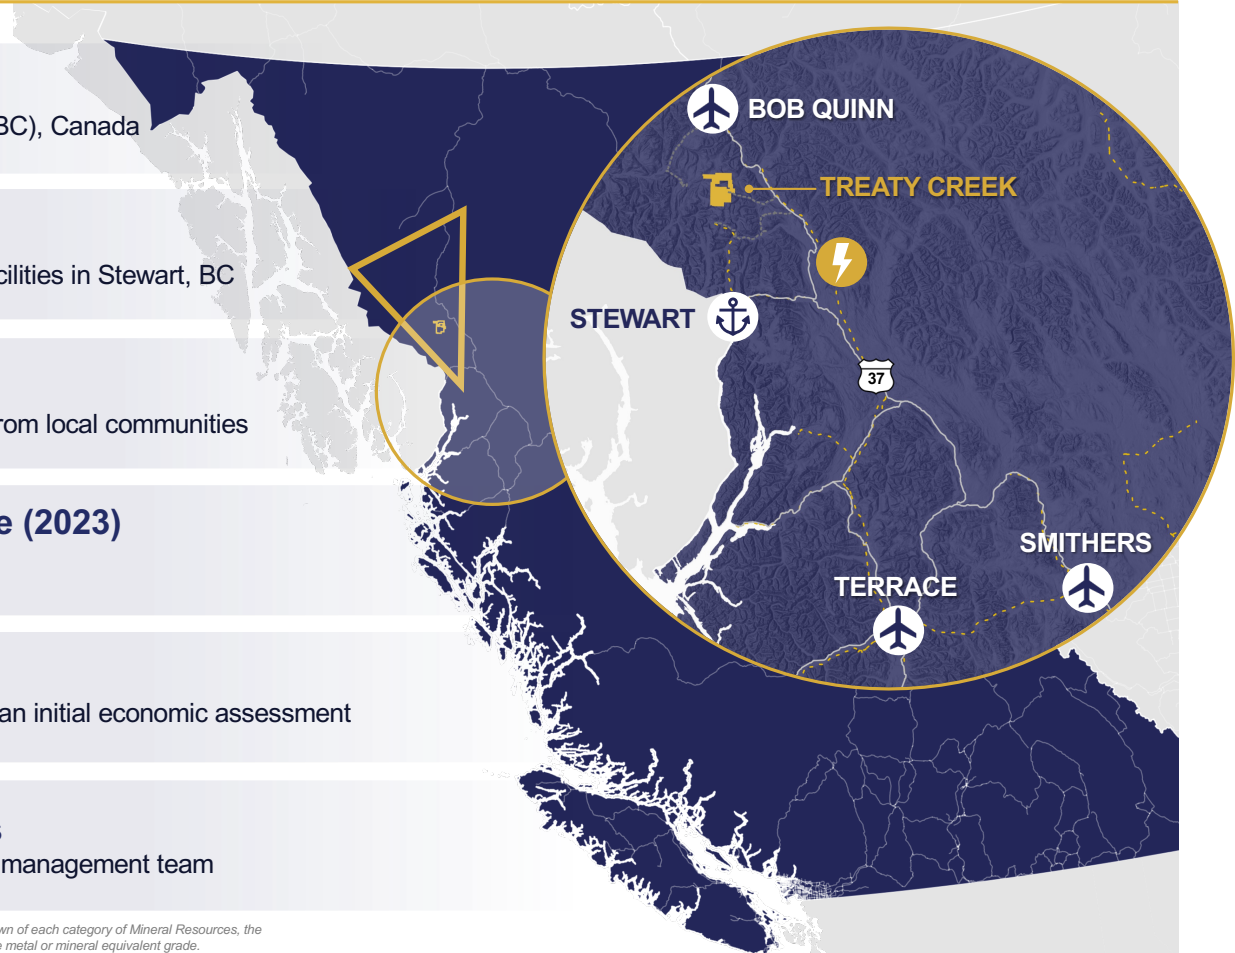 BC), Canada
cilities in Stewart, BC
rom local communities
e (2023)
an initial economic assessment
s
management team
wn of each category of Mineral Resources, the
e metal or mineral equivalent grade.
BOB QUINN
TREATY CREEK
STEWART
37
SMITHERS
TERRACE